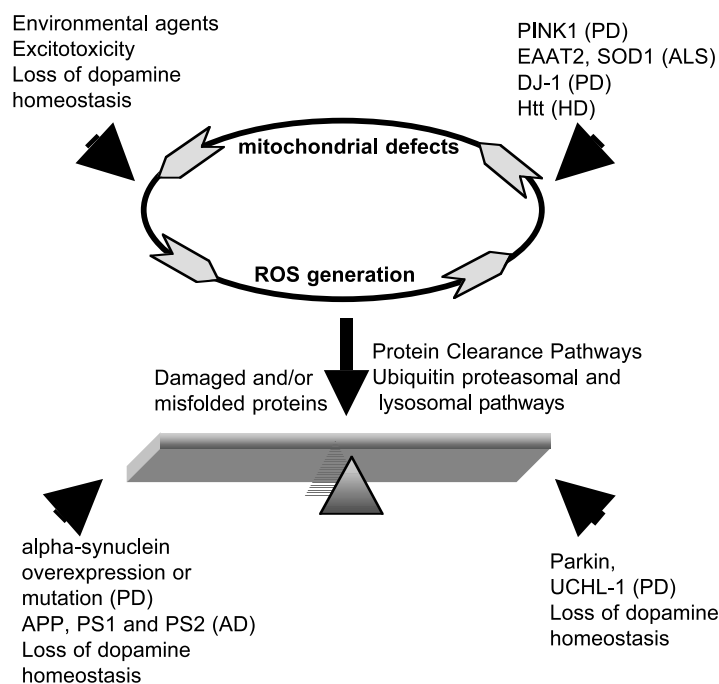 Environmental agents
Excitotoxicity
Loss of dopamine
homeostasis
PINK1 (PD)
EAAT2, SOD1 (ALS)
DJ-1 (PD)
Htt (HD)
mitochondrial defects
ROS generation
Damaged and/or
misfolded proteins
Protein Clearance Pathways
Ubiquitin proteasomal and
lysosomal pathways
alpha-synuclein
overexpression or
mutation (PD)
APP, PS1 and PS2 (AD)
Loss of dopamine
homeostasis
Parkin,
UCHL-1 (PD)
Loss of dopamine
homeostasis